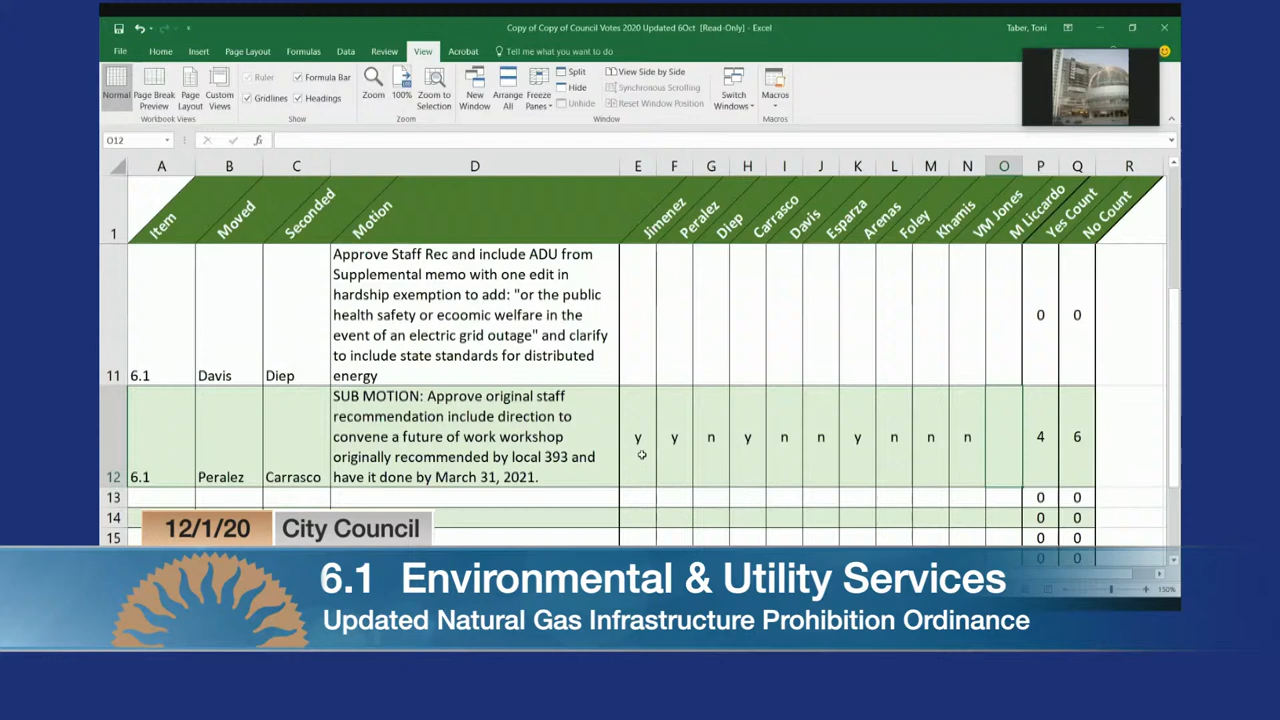 Copy of Copy of Council Votes 2020 Updated 6Oct [Read-Only] - Excel
Taber, Toni
File Home Insert Page Layout Formulas Data Review View Acrobat Tell me what you want to do
Normal
Page Break Preview
Page Layout
Custom Views
Workbook Views
Ruler
Formula Bar
Gridlines
Headings
Show
Zoom
100%
Zoom to Selection
Zoom
New Window
Arrange All
Freeze Panes
Split
Hide
Unhide
View Side by Side
Synchronous Scrolling
Reset Window Position
Window
Switch Windows
Macros
Macros
O12
fx
A B C D E F G H I J K L M N O P Q R
1 Item Moved Seconded Motion Jimenez Peralez Diep Carrasco Davis Esparza Arenas Foley Khamis VM Jones M Liccardo Yes Count No Count
Approve Staff Rec and include ADU from
Supplemental memo with one edit in
hardship exemption to add: "or the public
health safety or ecoomic welfare in the
event of an electric grid outage" and clarify
to include state standards for distributed
energy
11 6.1 Davis Diep
0 0
SUB MOTION: Approve original staff
recommendation include direction to
convene a future of work workshop
originally recommended by local 393 and
have it done by March 31, 2021.
12 6.1 Peralez Carrasco
y y n y n n y n n n 4 6
13 0 0
14 0 0
15 0 0
0 0
150%
12/1/20 City Council
6.1 Environmental & Utility Services
Updated Natural Gas Infrastructure Prohibition Ordinance